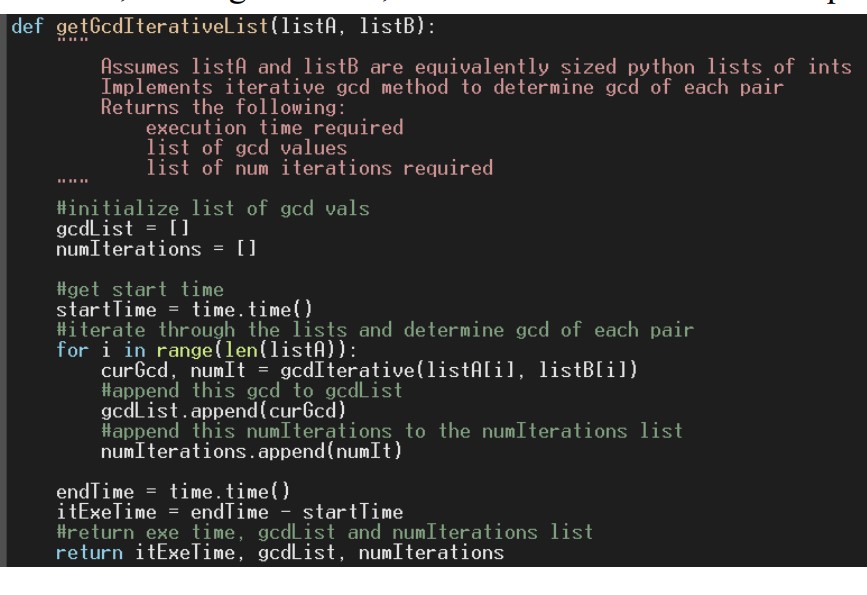 def getGcdIterativeList(listA, listB):
"""
Assumes listA and listB are equivalently sized python lists of ints
Implements iterative gcd method to determine gcd of each pair
Returns the following:
execution time required
list of gcd values
list of num iterations required
"""
#initialize list of gcd vals
gcdList = []
numIterations = []
#get start time
startTime = time.time()
#iterate through the lists and determine gcd of each pair
for i in range(len(listA)):
curGcd, numIt = gcdIterative(listA[i], listB[i])
#append this gcd to gcdList
gcdList.append(curGcd)
#append this numIterations to the numIterations list
numIterations.append(numIt)
endTime = time.time()
itExeTime = endTime - startTime
#return exe time, gcdList and numIterations list
return itExeTime, gcdList, numIterations